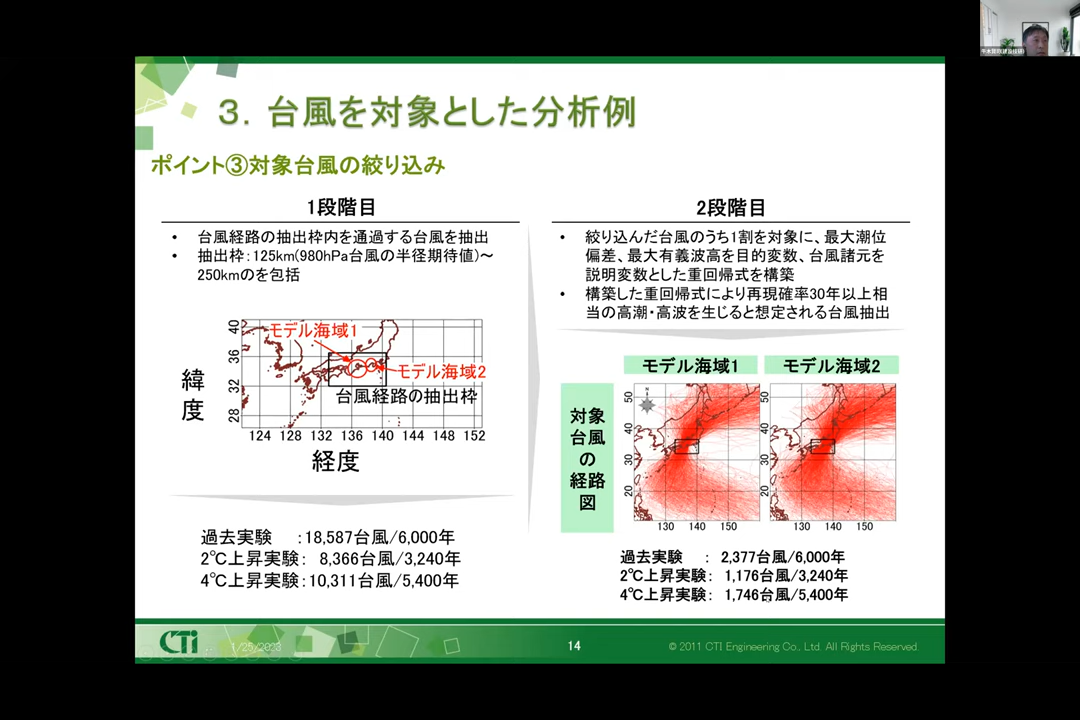 3. 台風を対象とした分析例
ポイント③対象台風の絞り込み
1段階目
• 台風経路の抽出枠内を通過する台風を抽出
• 抽出枠：125km(980hPa台風の半径期待値)～
250kmのを包括
40
36
32
28
モデル海域1
モデル海域2
台風経路の抽出枠
緯度
124 128 132 136 140 144 148 152
経度
過去実験 ：18,587台風/6,000年
2℃上昇実験： 8,366台風/3,240年
4℃上昇実験：10,311台風/5,400年
2段階目
• 絞り込んだ台風のうち1割を対象に、最大潮位
偏差、最大有義波高を目的変数、台風諸元を
説明変数とした重回帰式を構築
• 構築した重回帰式により再現確率30年以上相
当の高潮・高波を生じると想定される台風抽出
モデル海域1
モデル海域2
対象
台風
の
経路
図
N
50
40
30
20
130 140 150
50
40
30
20
130 140 150
過去実験 ： 2,377台風/6,000年
2℃上昇実験： 1,176台風/3,240年
4℃上昇実験： 1,746台風/5,400年
CTi
1/25/2023
14
© 2011 CTI Engineering Co., Ltd. All Rights Reserved.